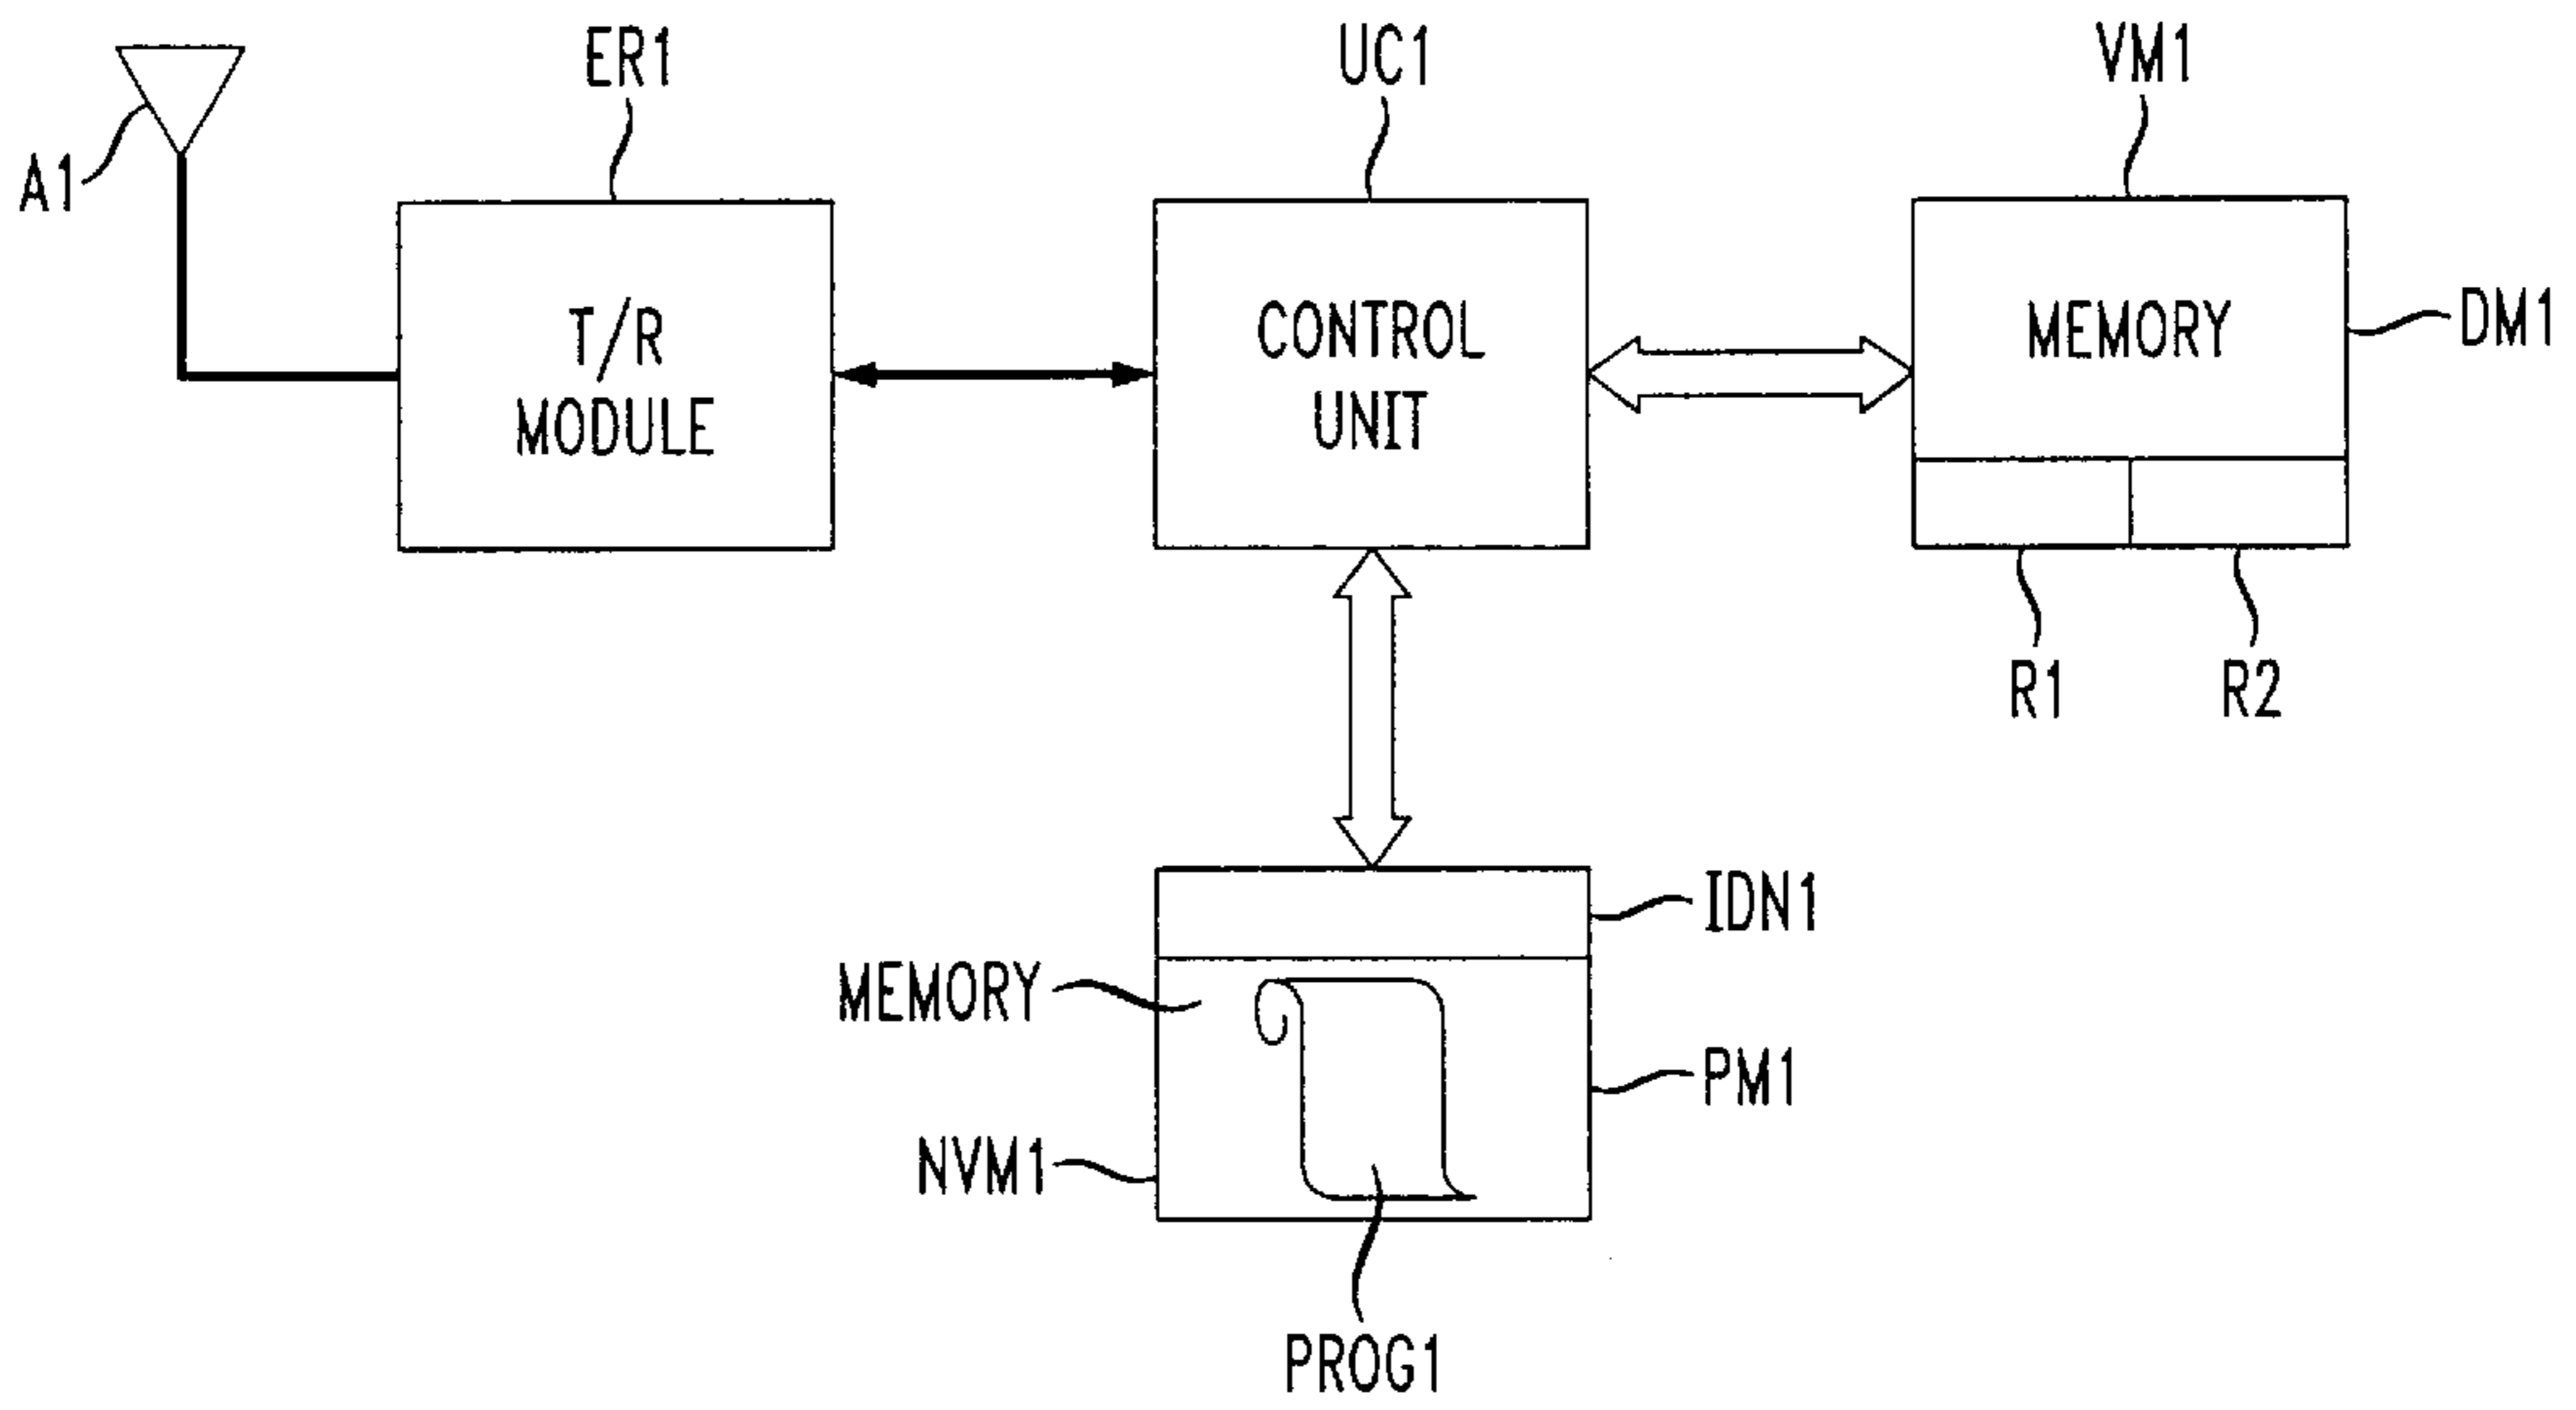 ER1
UC1
VM1
A1
T/R
MODULE
CONTROL
UNIT
MEMORY
DM1
R1
R2
IDN1
MEMORY
PM1
NVM1
PROG1